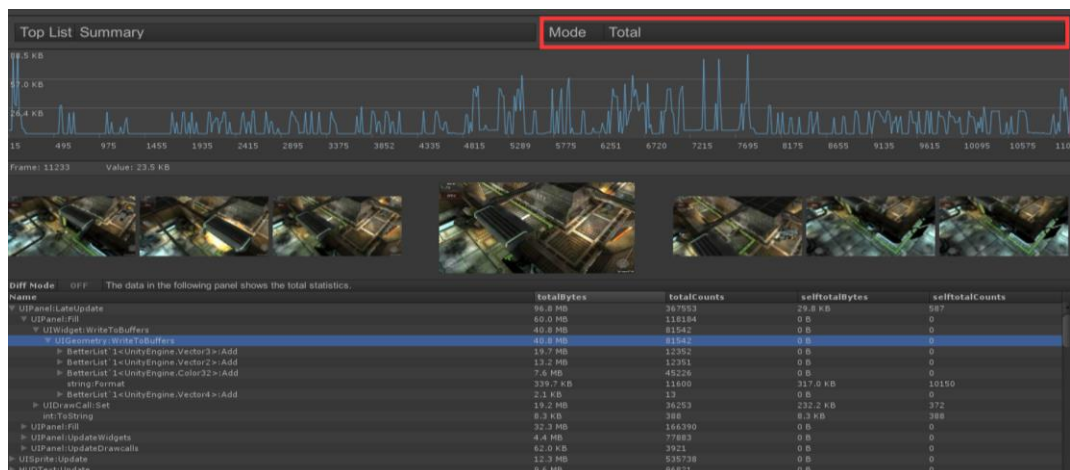 Top List Summary Mode Total
88.5 KB
57.0 KB
26.4 KB
15 495 975 1455 1935 2415 2895 3375 3852 4335 4815 5289 5775 6251 6720 7215 7695 8175 8655 9135 9615 10095 10575 110
Frame: 11233 Value: 23.5 KB
Diff Mode OFF The data in the following panel shows the total statistics.
Name totalBytes totalCounts selftotalBytes selftotalCounts
UIPanel:LateUpdate 96.8 MB 367553 29.8 KB 587
UIPanel:Fill 60.0 MB 118184 0 B 0
UIWidget:WriteToBuffers 40.8 MB 81542 0 B 0
UIGeometry:WriteToBuffers 40.8 MB 81542 0 B 0
BetterList`1<UnityEngine.Vector3>:Add 19.7 MB 12352 0 B 0
BetterList`1<UnityEngine.Vector2>:Add 13.2 MB 12351 0 B 0
BetterList`1<UnityEngine.Color32>:Add 7.6 MB 45226 0 B 0
string:Format 339.7 KB 11600 317.0 KB 10150
BetterList`1<UnityEngine.Vector4>:Add 2.1 KB 13 0 B 0
UIDrawCall:Set 19.2 MB 36253 232.2 KB 372
int:ToString 8.3 KB 388 8.3 KB 388
UIPanel:Fill 32.3 MB 166390 0 B 0
UIPanel:UpdateWidgets 4.4 MB 77883 0 B 0
UIPanel:UpdateDrawcalls 62.0 KB 3921 0 B 0
UISprite:Update 12.3 MB 535738 0 B 0
HUDText:Update 9.6 MB 86821 0 B 0